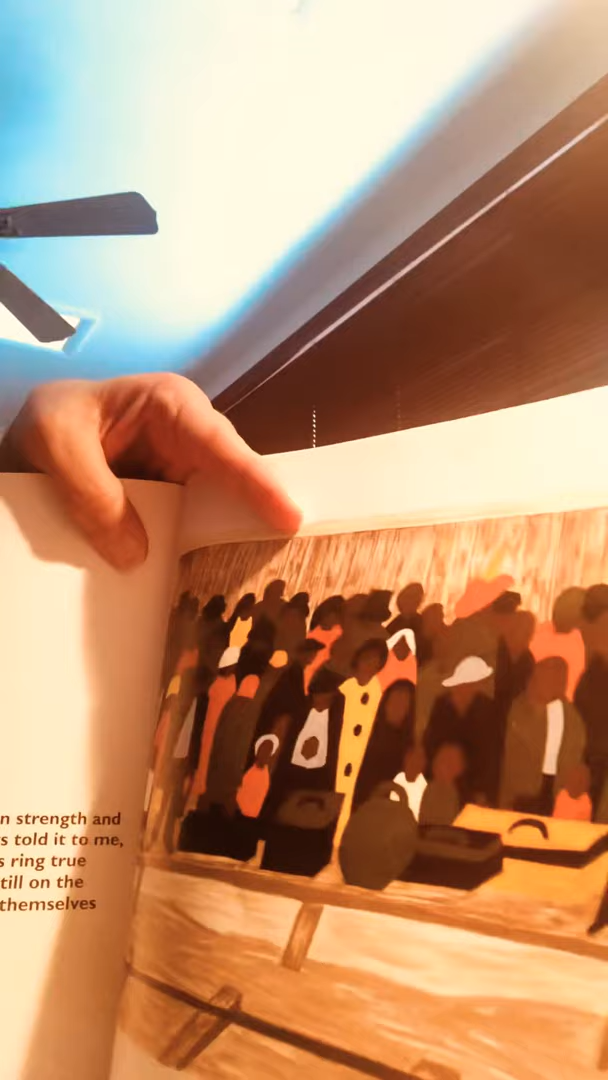 n strength and
s told it to me,
s ring true
till on the
themselves